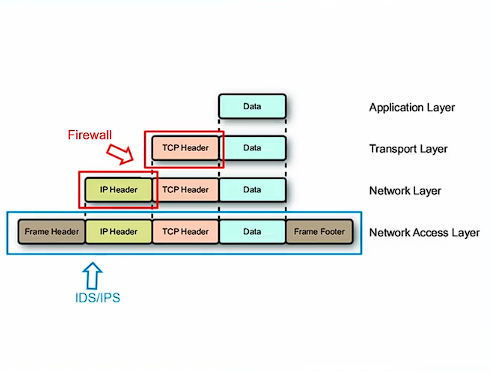 Data
Application Layer
Firewall
TCP Header
Data
Transport Layer
IP Header
TCP Header
Data
Network Layer
Frame Header
IP Header
TCP Header
Data
Frame Footer
Network Access Layer
IDS/IPS